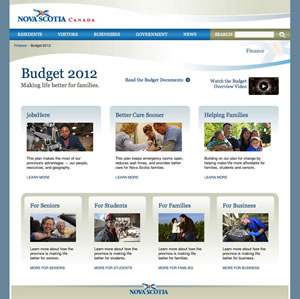 NOVA SCOTIA CANADA
RESIDENTS VISITORS BUSINESSES GOVERNMENT NEWS SEARCH
Finance > Budget 2012
Finance
Budget 2012
Making life better for families.
Read the Budget Documents
Watch the Budget
Overview Video
jobsHere
This plan makes the most of our
province's advantages — our people,
resources, and geography.
LEARN MORE
Better Care Sooner
This plan keeps emergency rooms open,
reduces wait times, and provides better
care for Nova Scotia families.
LEARN MORE
Helping Families
Building on our plan for change by
helping make life more affordable for
families, students and seniors.
LEARN MORE
For Seniors
Learn more about how
the province is making
life better for you.
MORE FOR SENIORS
For Students
Learn more about how
the province is making
life better for you.
MORE FOR STUDENTS
For Families
Learn more about how
the province is making
life better for you.
MORE FOR FAMILIES
For Business
Learn more about how
the province is making
life better for you.
MORE FOR BUSINESS
NOVA SCOTIA